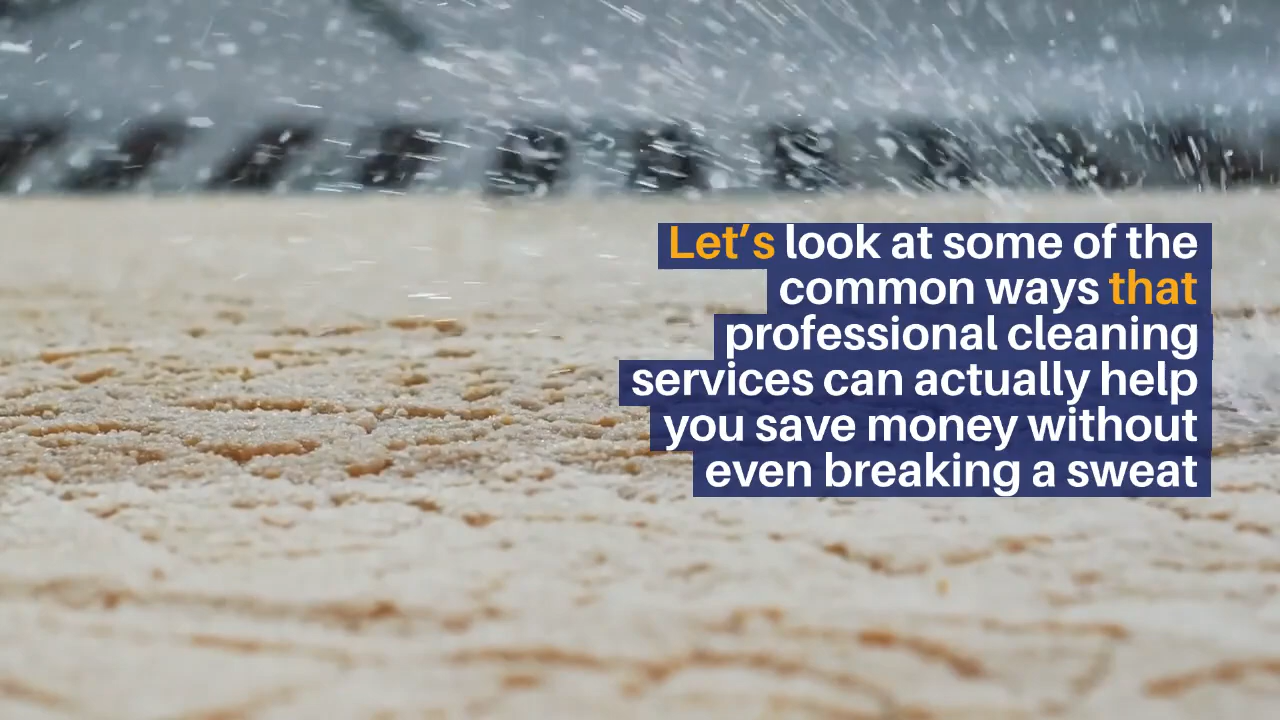 Let’s look at some of the
common ways that
professional cleaning
services can actually help
you save money without
even breaking a sweat